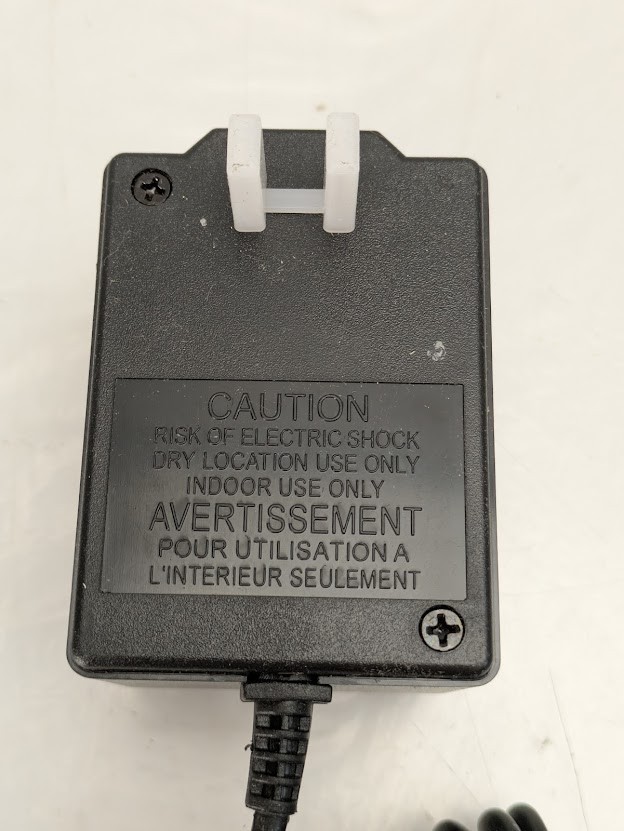 CAUTION
RISK OF ELECTRIC SHOCK
DRY LOCATION USE ONLY
INDOOR USE ONLY
AVERTISSEMENT
POUR UTILISATION A
L'INTERIEUR SEULEMENT